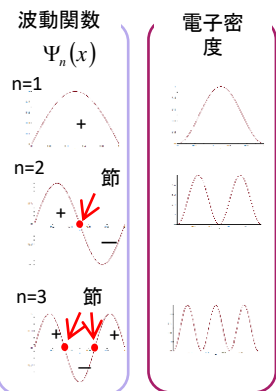 波動関数
Ψn(x)
n=1
+
n=2
節
+
―
n=3
節
+
+
―
電子密
度